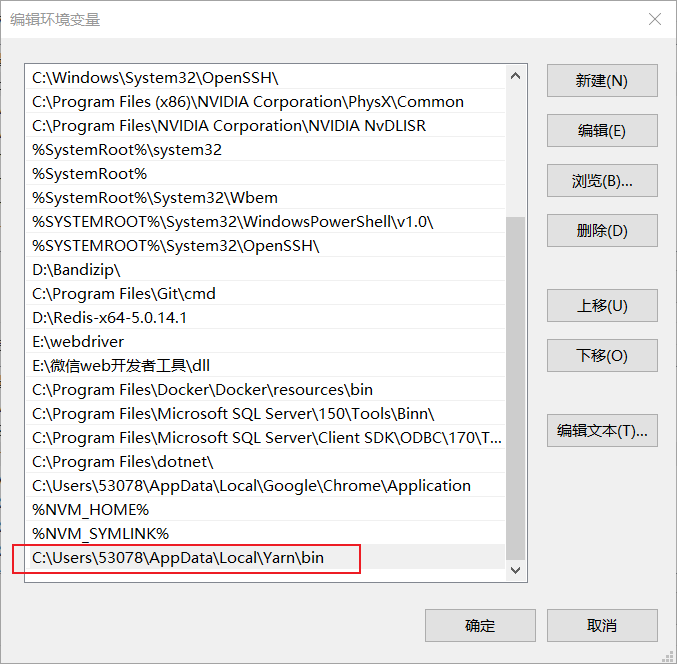 编辑环境变量
C:\Windows\System32\OpenSSH\
C:\Program Files (x86)\NVIDIA Corporation\PhysX\Common
C:\Program Files\NVIDIA Corporation\NVIDIA NvDLISR
%SystemRoot%\system32
%SystemRoot%
%SystemRoot%\System32\Wbem
%SYSTEMROOT%\System32\WindowsPowerShell\v1.0\
%SYSTEMROOT%\System32\OpenSSH\
D:\Bandizip\
C:\Program Files\Git\cmd
D:\Redis-x64-5.0.14.1
E:\webdriver
E:\微信web开发者工具\dll
C:\Program Files\Docker\Docker\resources\bin
C:\Program Files\Microsoft SQL Server\150\Tools\Binn\
C:\Program Files\Microsoft SQL Server\Client SDK\ODBC\170\T...
C:\Program Files\dotnet\
C:\Users\53078\AppData\Local\Google\Chrome\Application
%NVM_HOME%
%NVM_SYMLINK%
C:\Users\53078\AppData\Local\Yarn\bin
新建(N)
编辑(E)
浏览(B)...
删除(D)
上移(U)
下移(O)
编辑文本(T)...
确定
取消